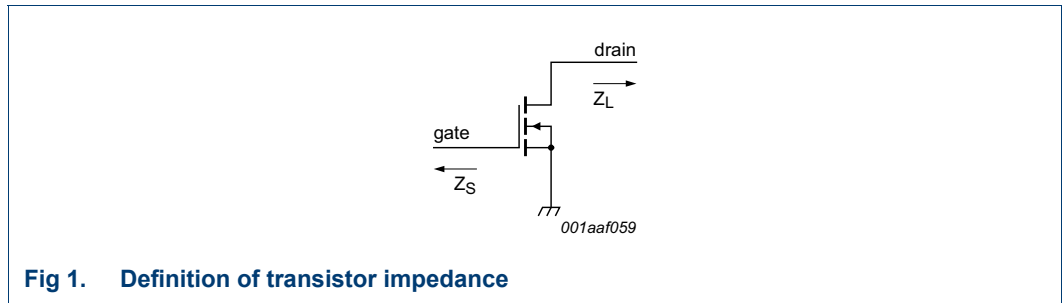 drain
Z_L
gate
Z_S
001aaf059
Fig 1. Definition of transistor impedance